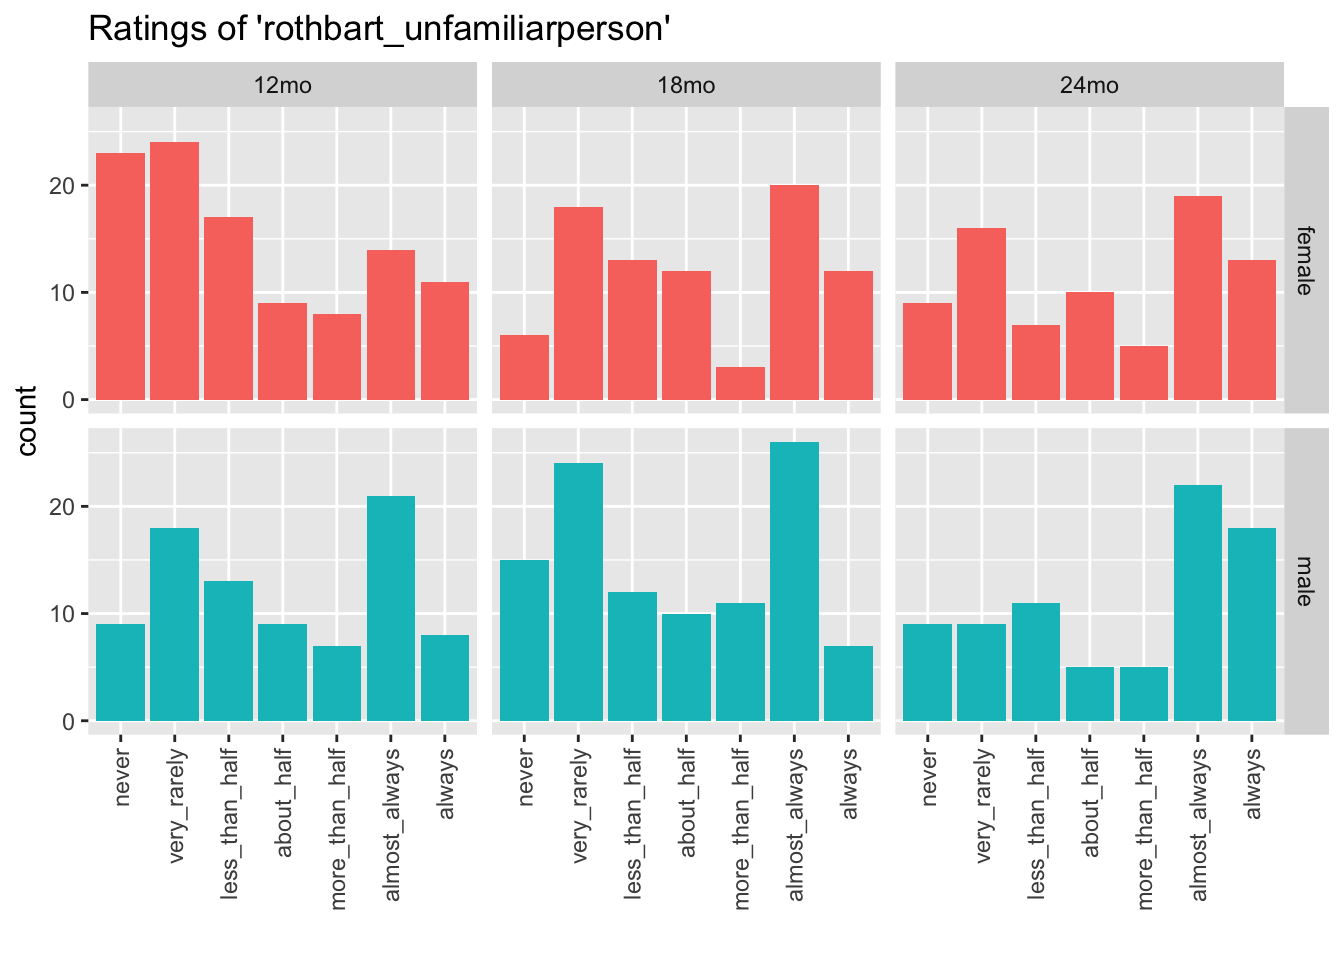 Ratings of 'rothbart_unfamiliarperson'
12mo
18mo
24mo
20
10
0
female
count
20
10
0
male
never
very_rarely
less_than_half
about_half
more_than_half
almost_always
always
never
very_rarely
less_than_half
about_half
more_than_half
almost_always
always
never
very_rarely
less_than_half
about_half
more_than_half
almost_always
always